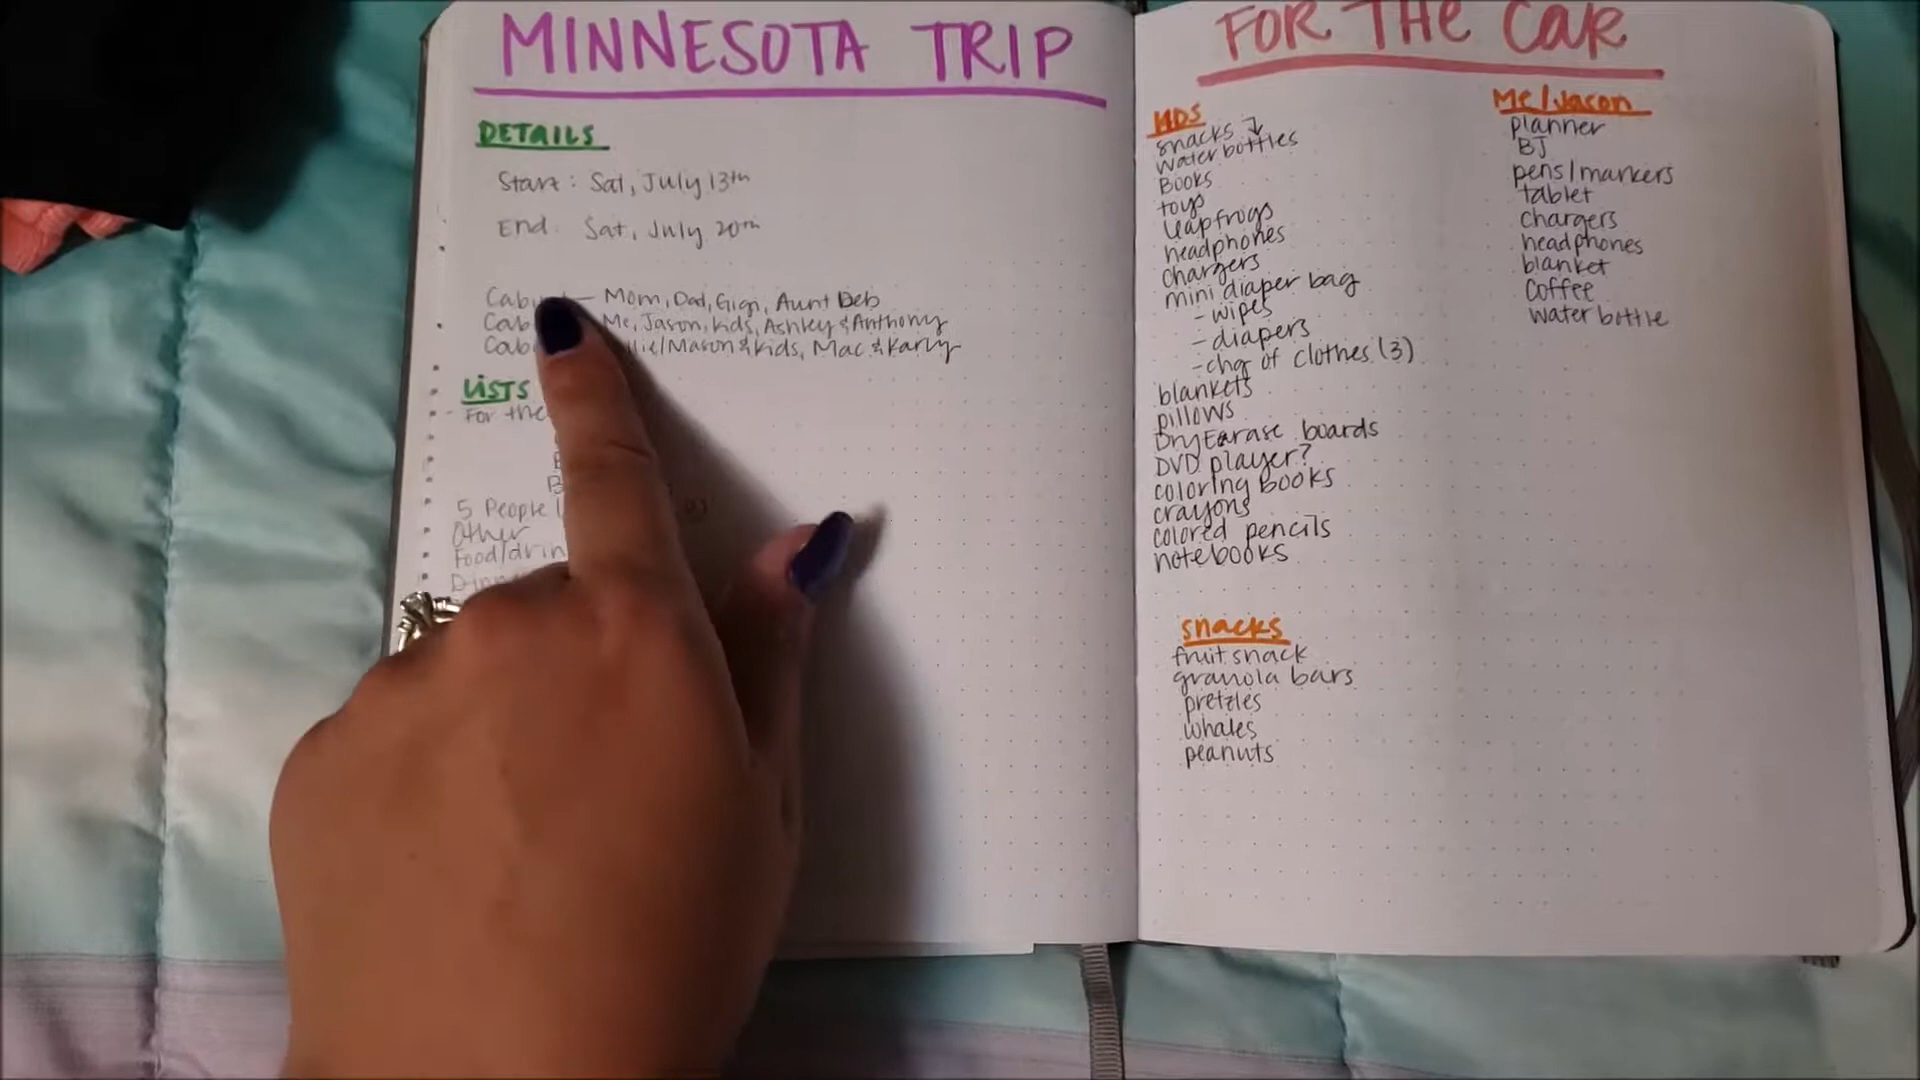 MINNESOTA TRIP
DETAILS
Start: Sat, July 13th
End: Sat, July 20th
Mom, Dad, Gigi, Aunt Deb
Me, Jason, kids, Ashley & Anthony
Mason & kids, Mac & Karly
LISTS
For the
5 People
Other
FOR THE CAR
KIDS
snacks ↴
water bottles
Books
toys
leapfrogs
headphones
chargers
mini diaper bag
- wipes
- diapers
- chg of clothes (3)
blankets
pillows
Dry Earase boards
DVD player?
coloring books
crayons
colored pencils
notebooks
snacks
fruit snack
granola bars
pretzles
whales
peanuts
Me/Jason
planner
BJ
pens/markers
tablet
chargers
headphones
blanket
coffee
water bottle